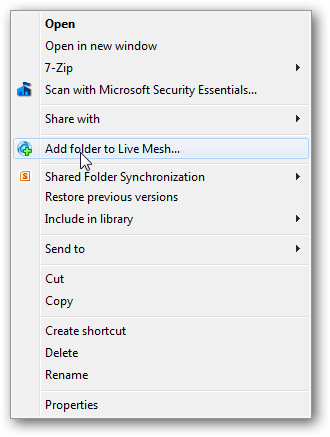 Open
Open in new window
7-Zip
Scan with Microsoft Security Essentials...
Share with
Add folder to Live Mesh...
Shared Folder Synchronization
Restore previous versions
Include in library
Send to
Cut
Copy
Create shortcut
Delete
Rename
Properties